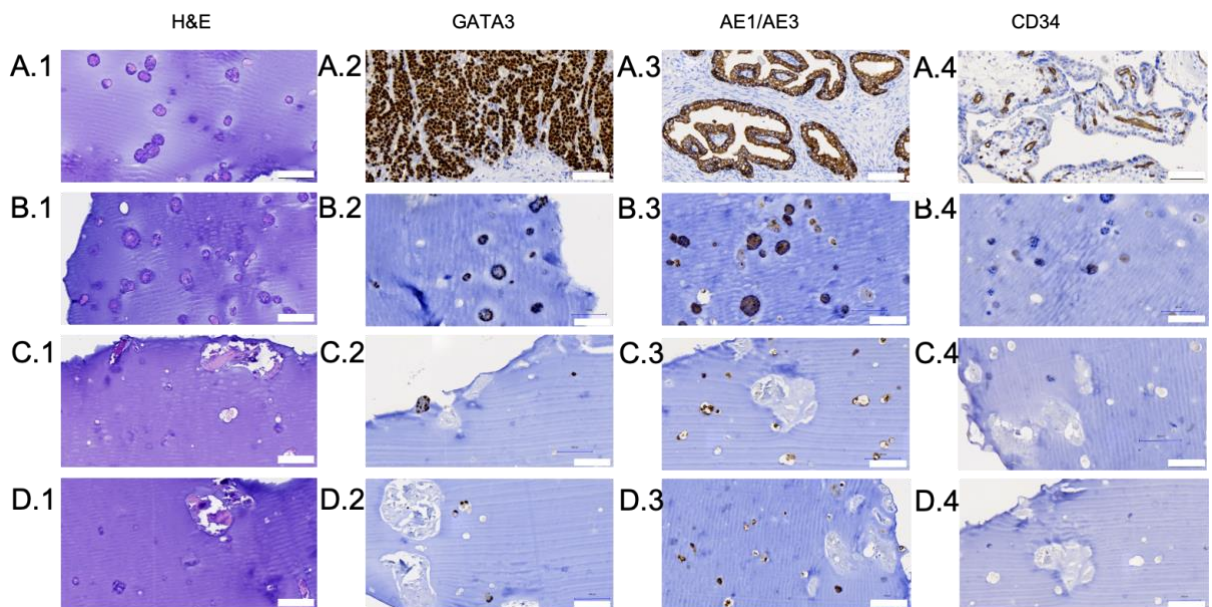 H&E GATA3 AE1/AE3 CD34
A.1 A.2 A.3 A.4
B.1 B.2 B.3 B.4
C.1 C.2 C.3 C.4
D.1 D.2 D.3 D.4